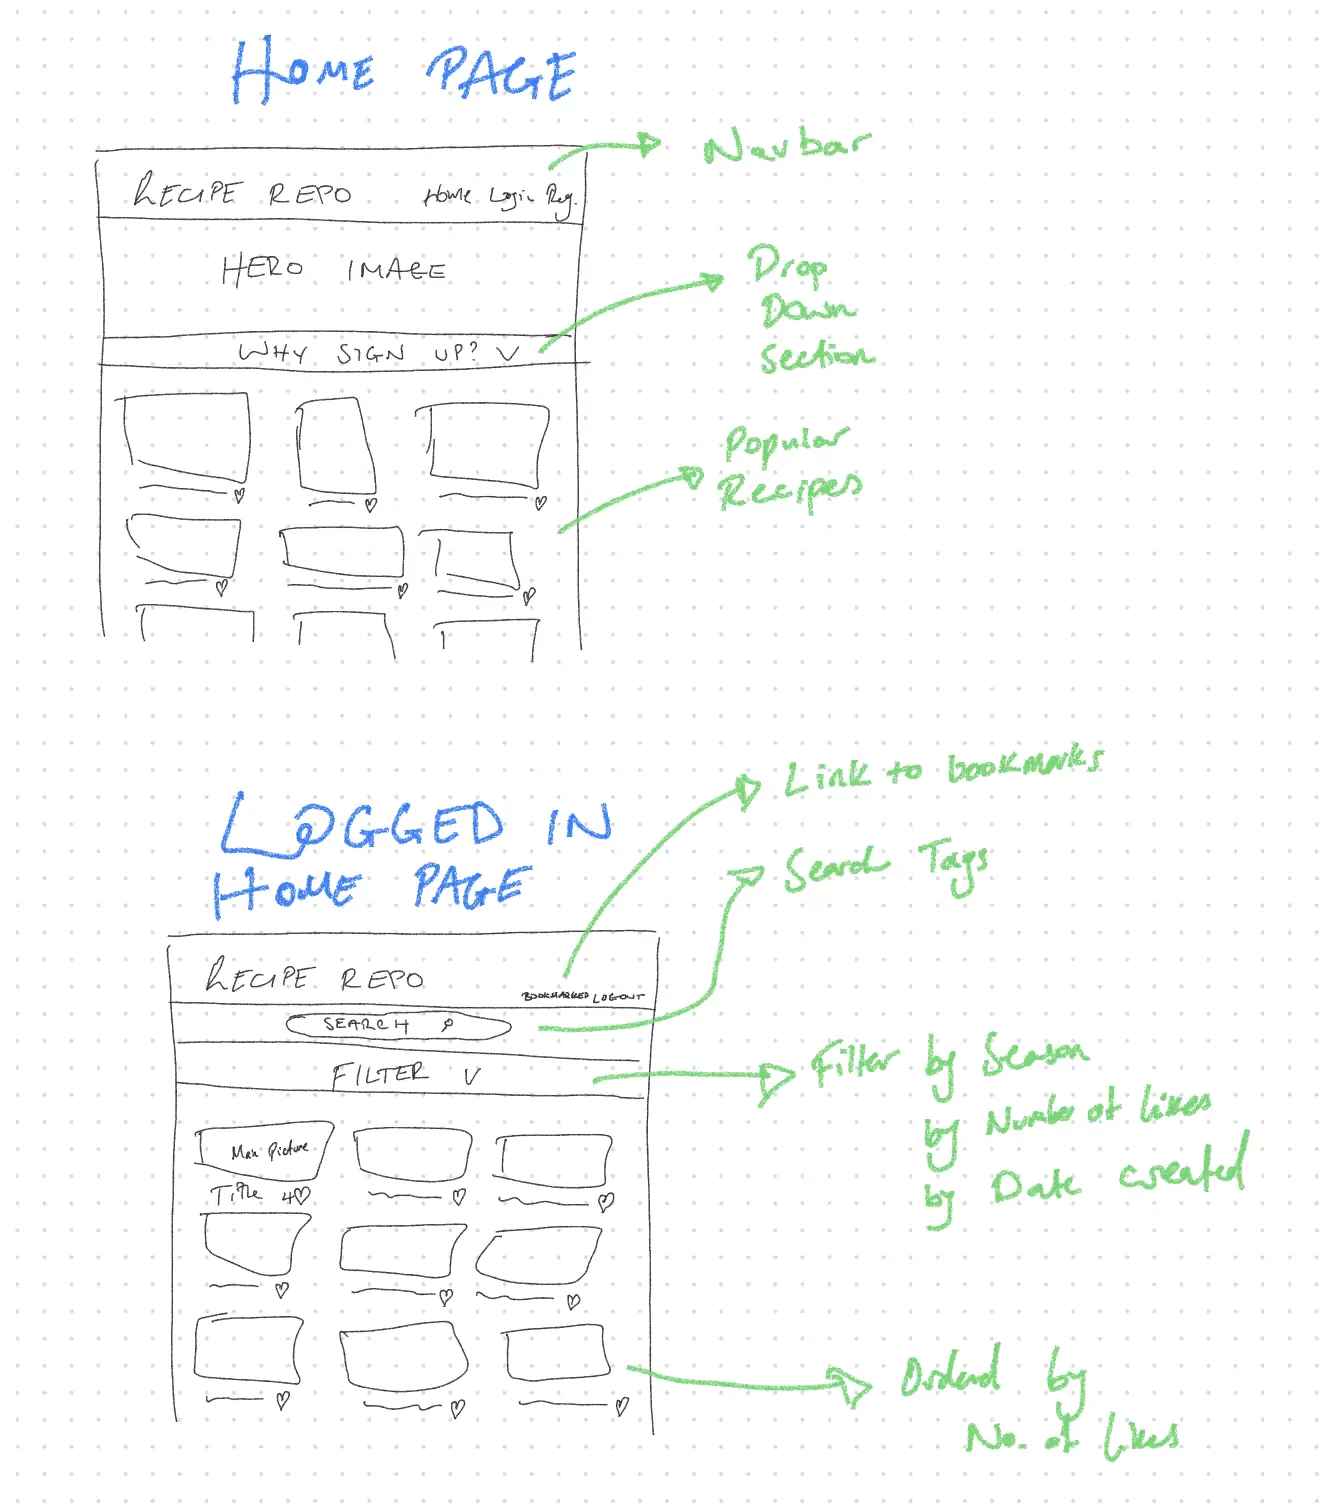 HOME PAGE
Navbar
RECIPE REPO Home Login Reg.
HERO IMAGE
Drop
Down
section
WHY SIGN UP? V
Popular
Recipes
Link to bookmarks
LOGGED IN
HOME PAGE
Search Tags
RECIPE REPO
BOOKMARKED LOGOUT
SEARCH
FILTER V
Filter by Season
by Number of likes
by Date created
Main Picture
Title 4♡
Ordered by
No. of likes